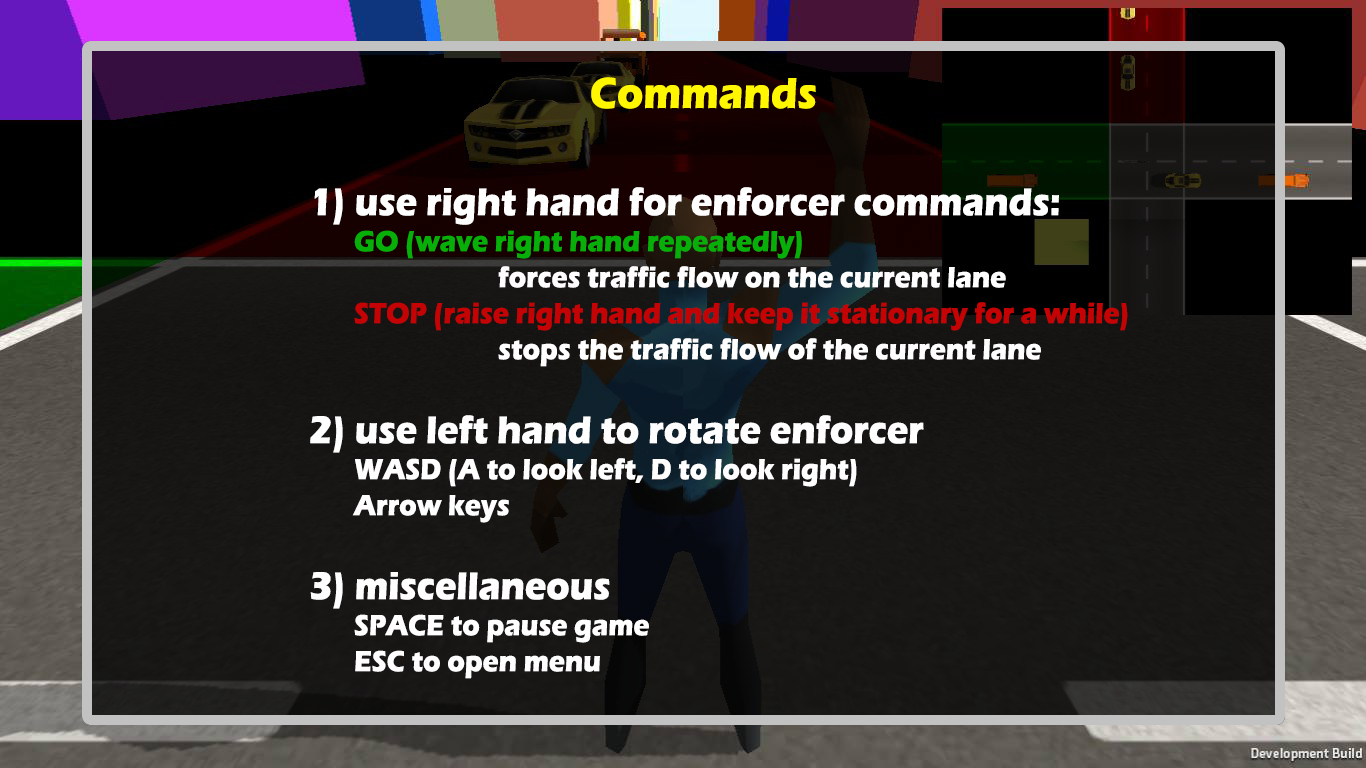 Commands
1) use right hand for enforcer commands:
GO (wave right hand repeatedly)
forces traffic flow on the current lane
STOP (raise right hand and keep it stationary for a while)
stops the traffic flow of the current lane
2) use left hand to rotate enforcer
WASD (A to look left, D to look right)
Arrow keys
3) miscellaneous
SPACE to pause game
ESC to open menu
Development Build